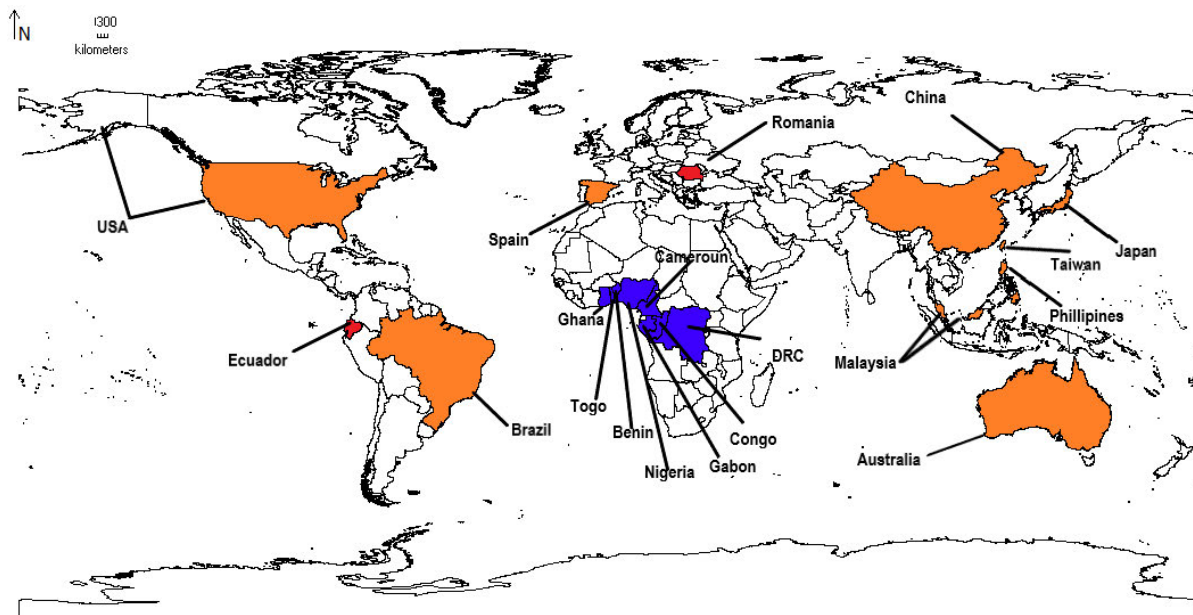 N
300
kilometers
China
Romania
USA
Spain
Cameroun
Japan
Taiwan
Ghana
Phillipines
Ecuador
DRC
Malaysia
Togo
Brazil
Benin
Congo
Gabon
Nigeria
Australia